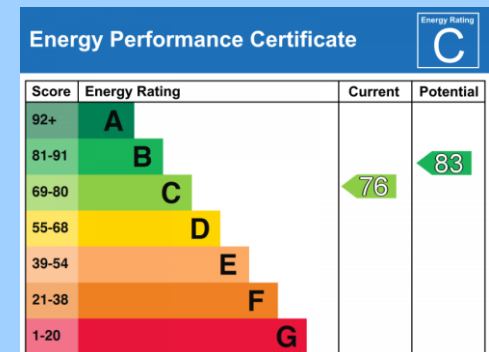 Energy Performance Certificate
Energy Rating
C
Score Energy Rating Current Potential
92+ A
81-91 B 83
69-80 C 76
55-68 D
39-54 E
21-38 F
1-20 G